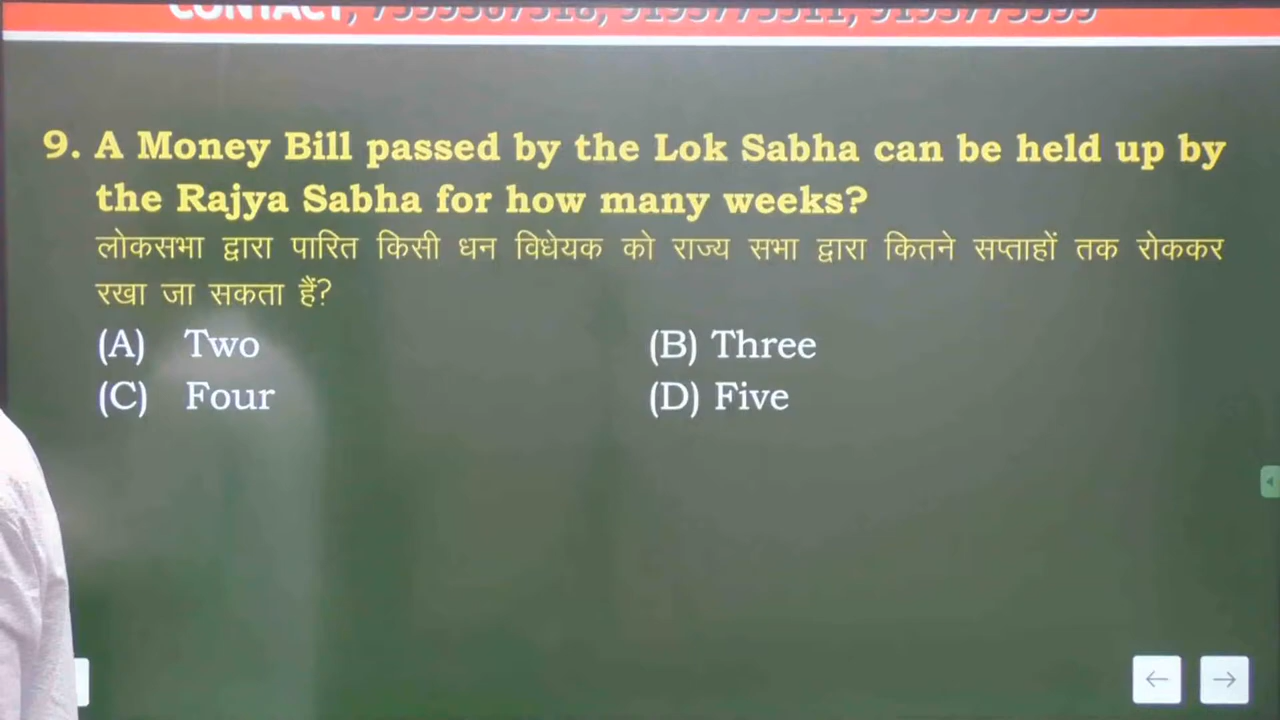 CONTACT,
9. A Money Bill passed by the Lok Sabha can be held up by
the Rajya Sabha for how many weeks?
लोकसभा द्वारा पारित किसी धन विधेयक को राज्य सभा द्वारा कितने सप्ताहों तक रोककर
रखा जा सकता हैं?
(A) Two
(B) Three
(C) Four
(D) Five